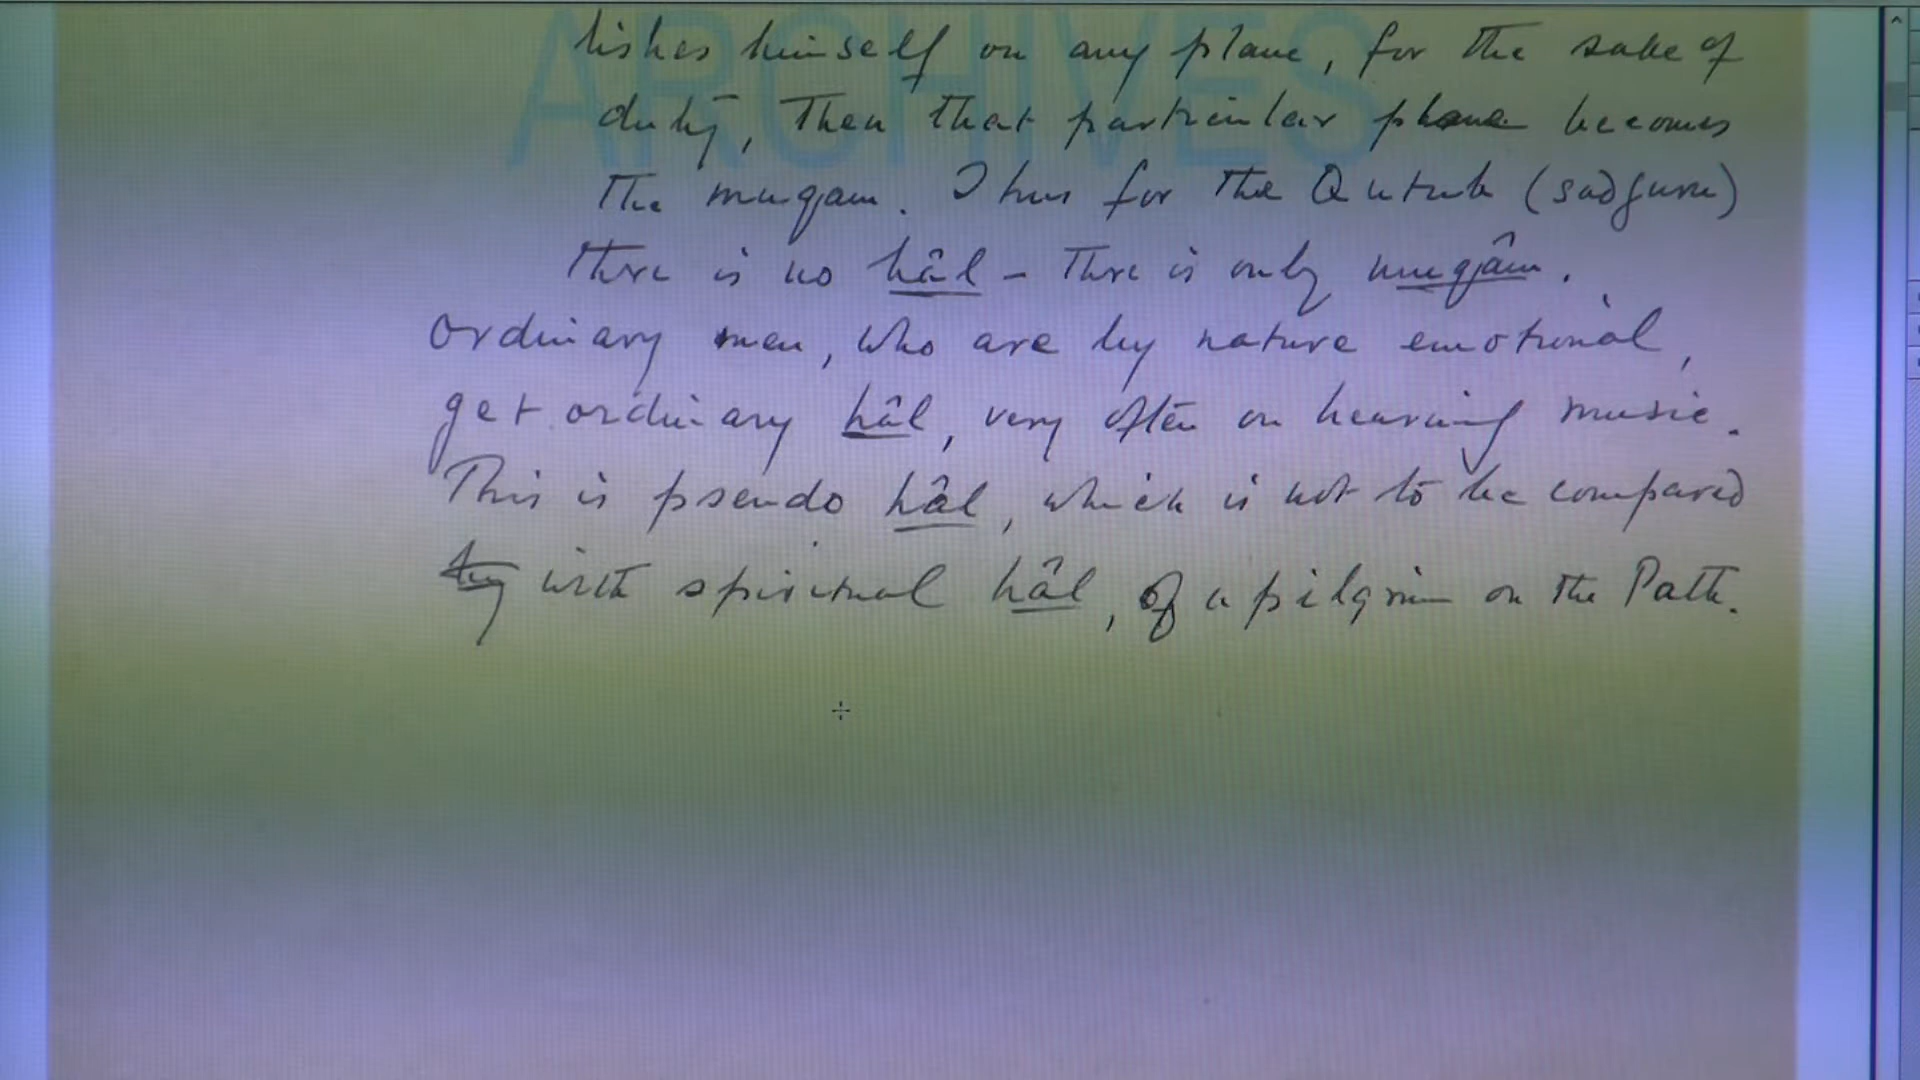 ARCHIVES
lishes himself on any plane, for the sake of
duty, then that particular plane becomes
the muqam. Thus for the Qutub (sadguru)
there is no hâl - there is only muqâm.
Ordinary men, who are by nature emotional,
get ordinary hâl, very often on hearing music.
This is pseudo hâl, which is not to be compared
with spiritual hâl, of a pilgrim on the Path.